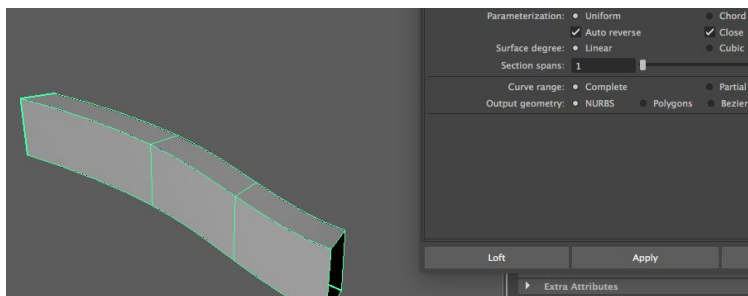 Parameterization: Uniform Chord
Auto reverse Close
Surface degree: Linear Cubic
Section spans: 1
Curve range: Complete Partial
Output geometry: NURBS Polygons Bezier
Loft Apply
Extra Attributes